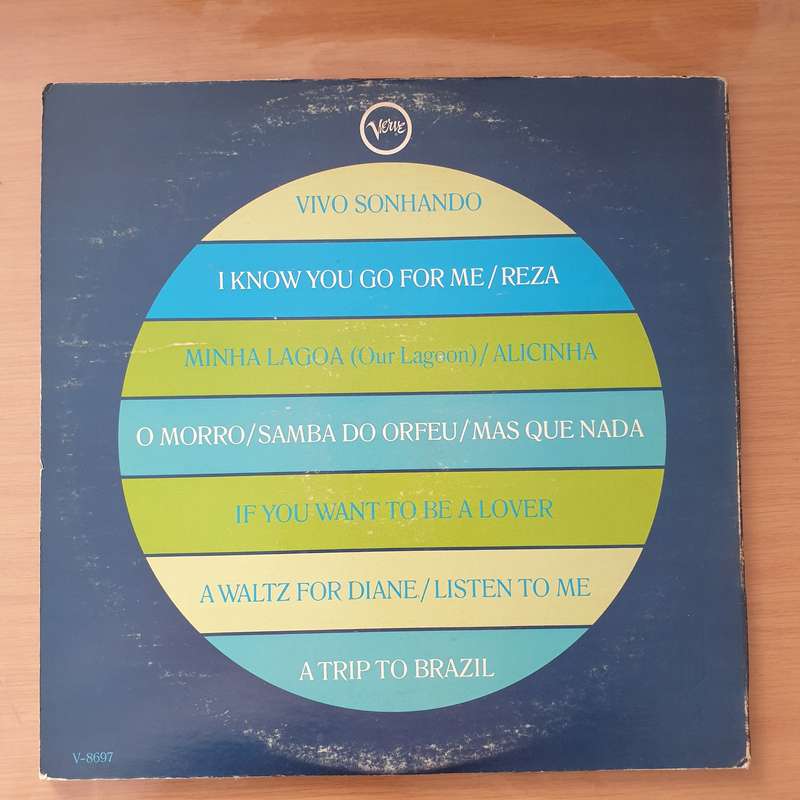 Verve
VIVO SONHANDO
I KNOW YOU GO FOR ME/REZA
MINHA LAGOA (Our Lagoon)/ALICINHA
O MORRO/SAMBA DO ORFEU/MAS QUE NADA
IF YOU WANT TO BE A LOVER
A WALTZ FOR DIANE/LISTEN TO ME
A TRIP TO BRAZIL
V-8697